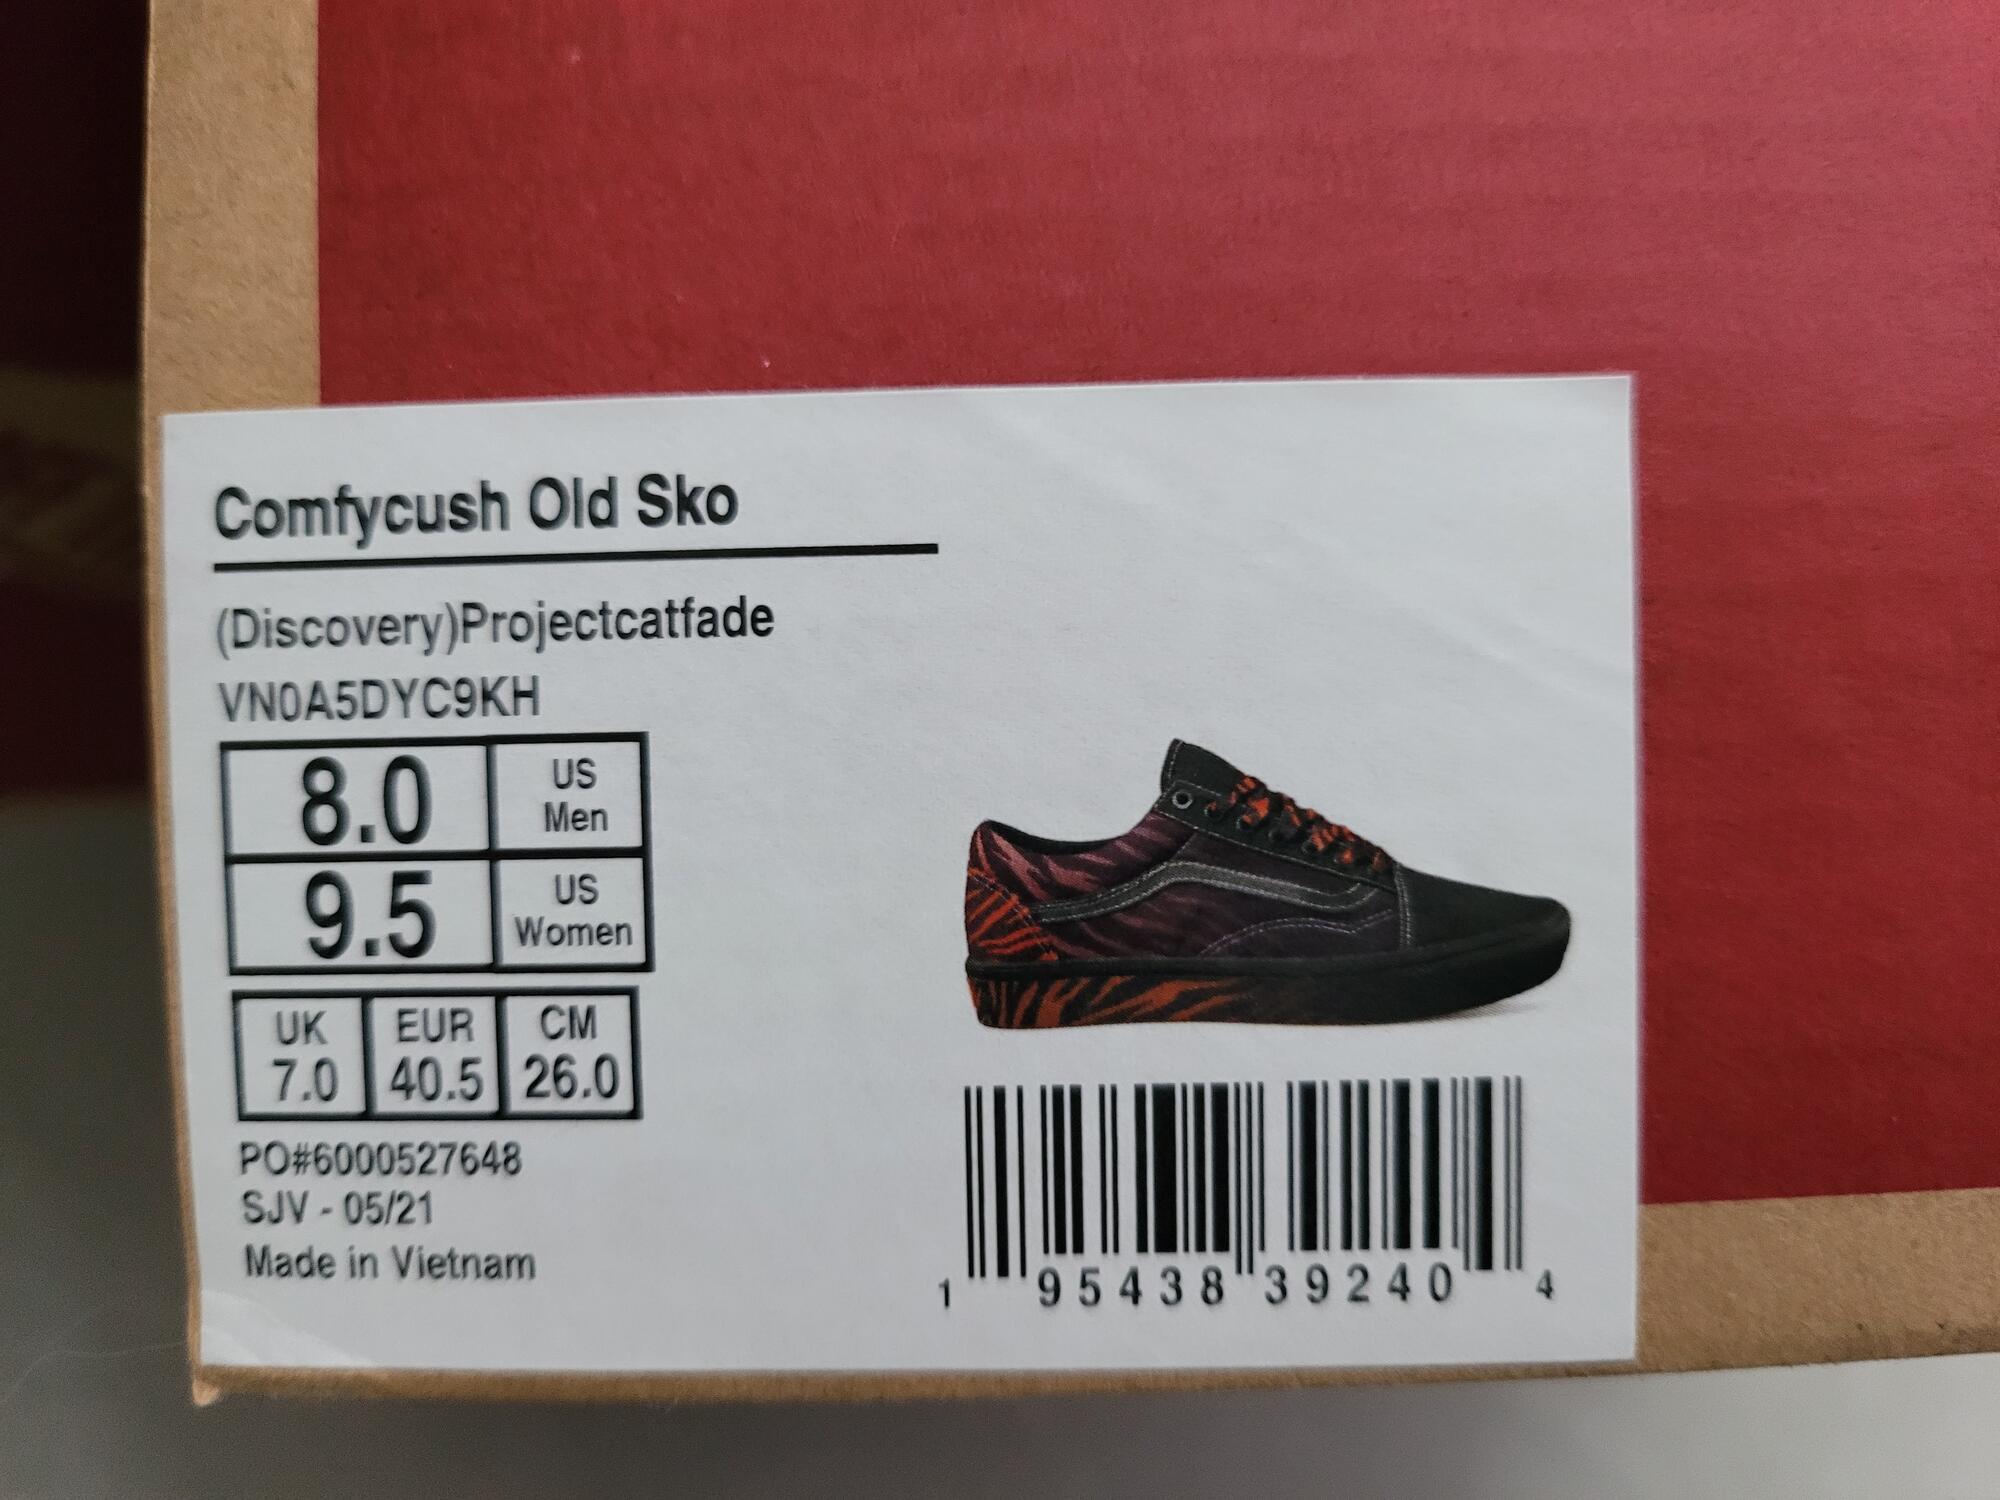 Comfycush Old Sko
(Discovery)Projectcatfade
VN0A5DYC9KH
8.0 US Men
9.5 US Women
UK EUR CM
7.0 40.5 26.0
PO#6000527648
SJV - 05/21
Made in Vietnam
1 95438 39240 4